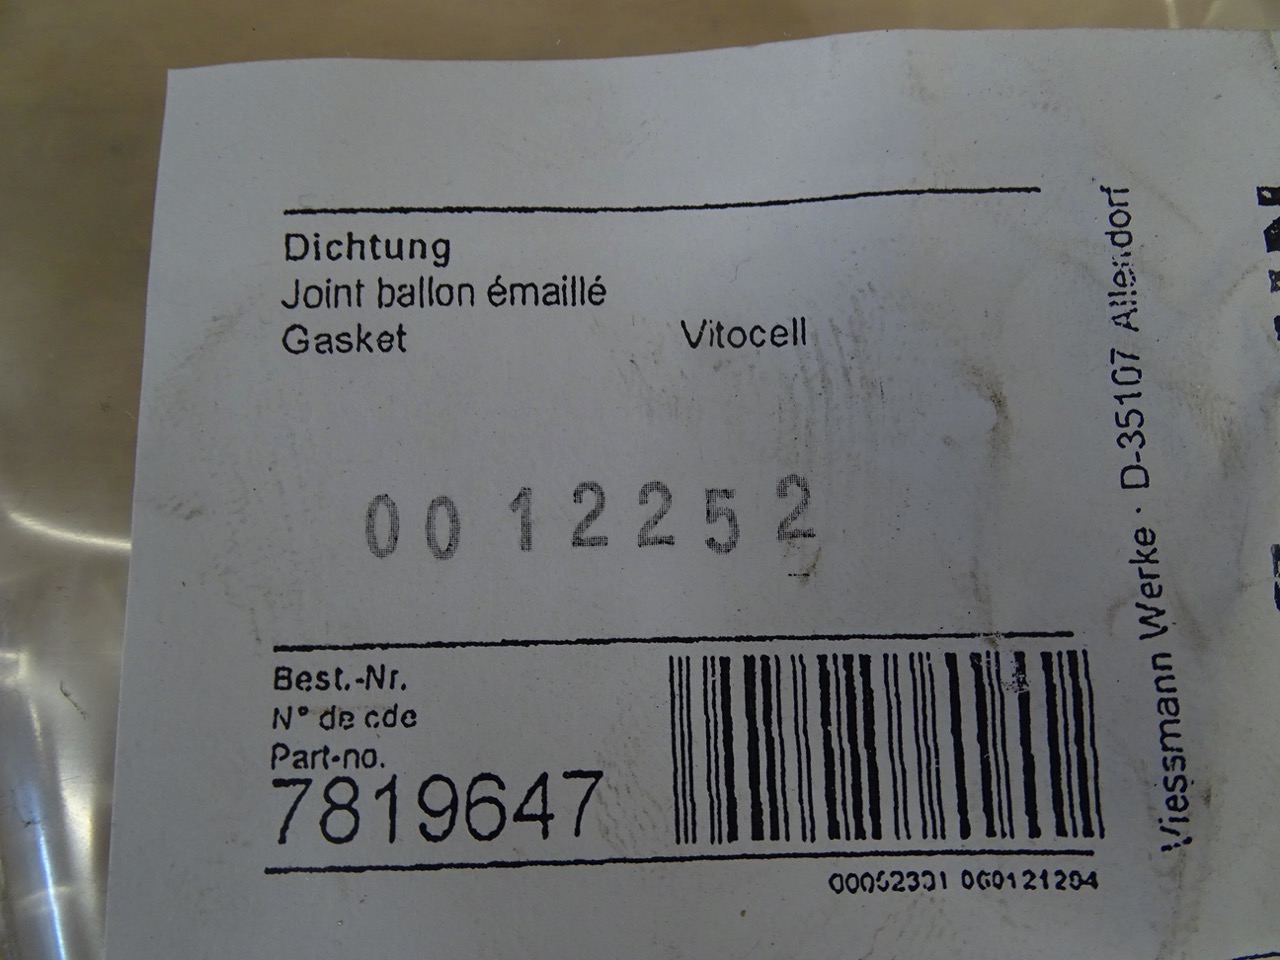 Dichtung
Joint ballon émaillé
Gasket Vitocell
0012252
Best.-Nr.
N° de cde
Part-no.
7819647
Viessmann Werke · D-35107 Allendorf